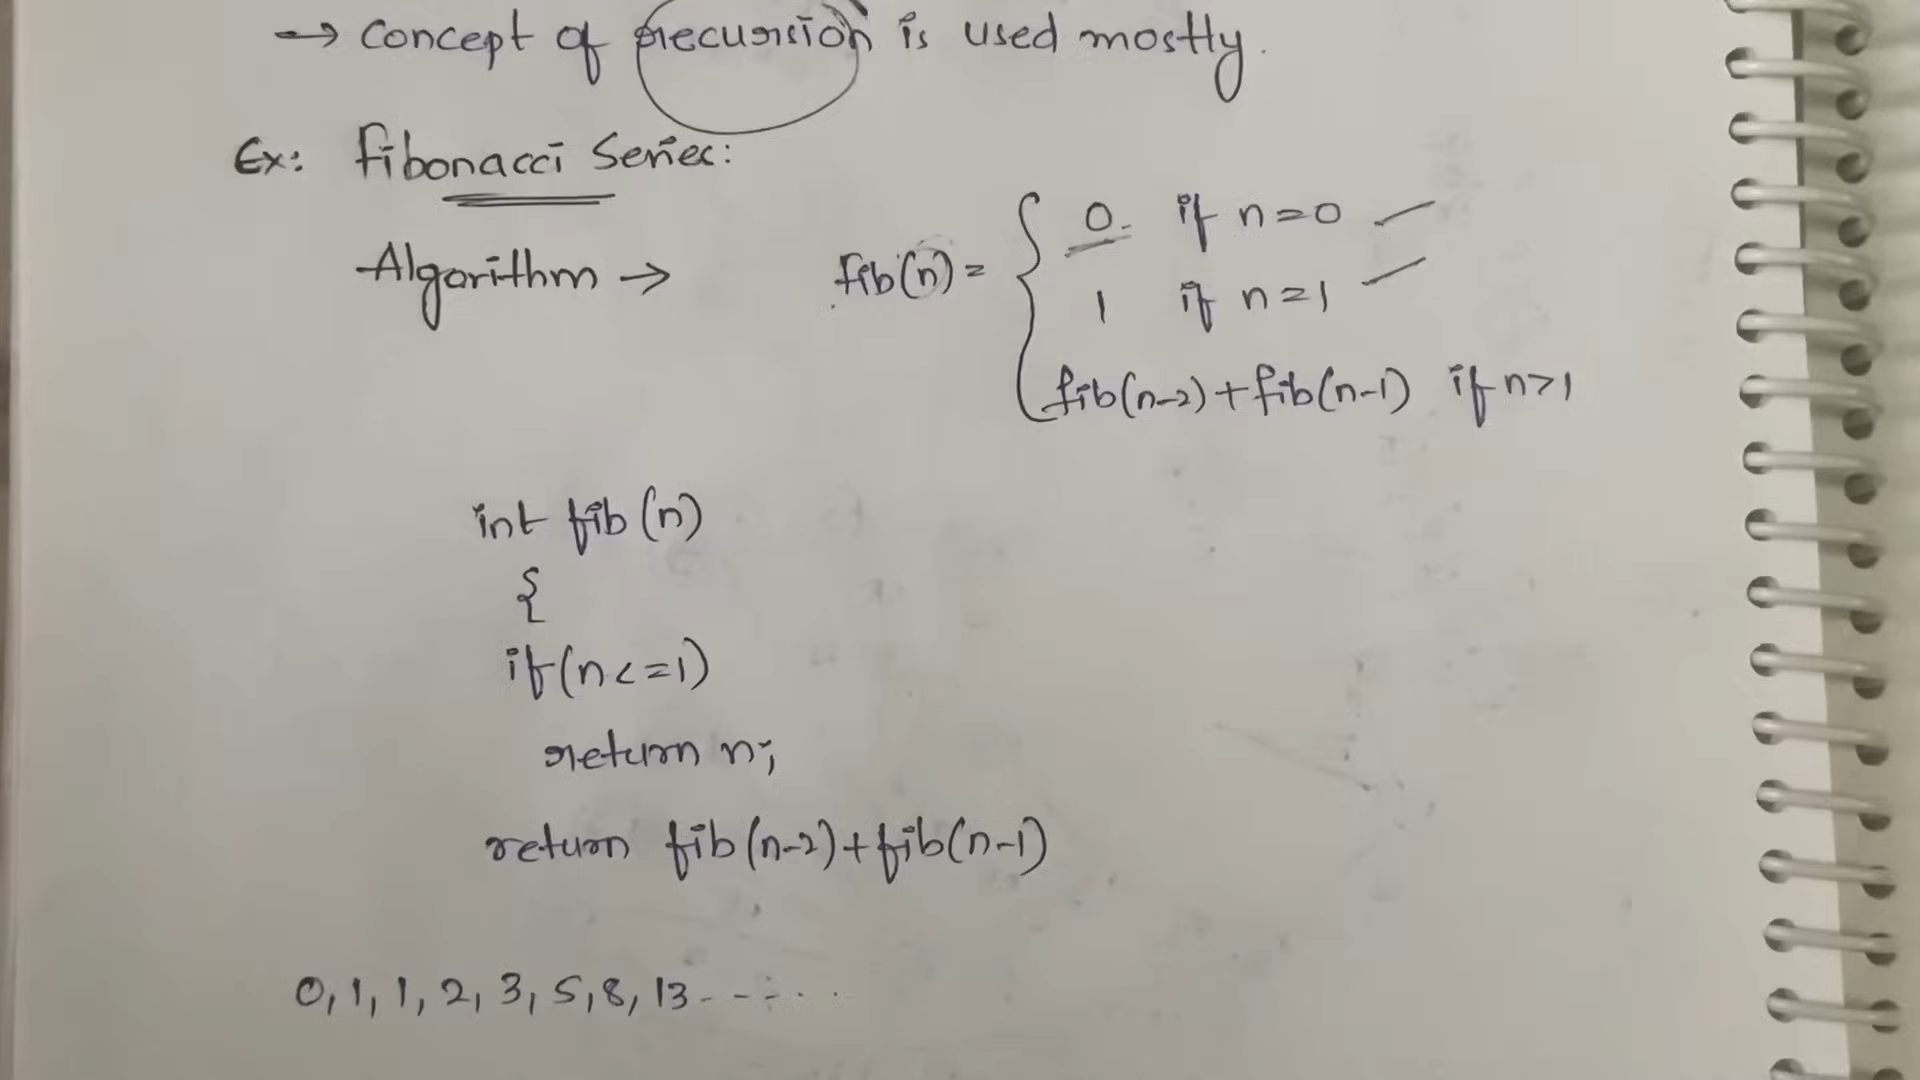 → Concept of recursion is used mostly.
Ex: Fibonacci Series:
Algorithm → fib(n) = { 0 if n=0
1 if n=1
fib(n-2)+fib(n-1) if n>1
int fib(n)
{
if(n<=1)
return n;
return fib(n-2)+fib(n-1)
0, 1, 1, 2, 3, 5, 8, 13 - - - - . .